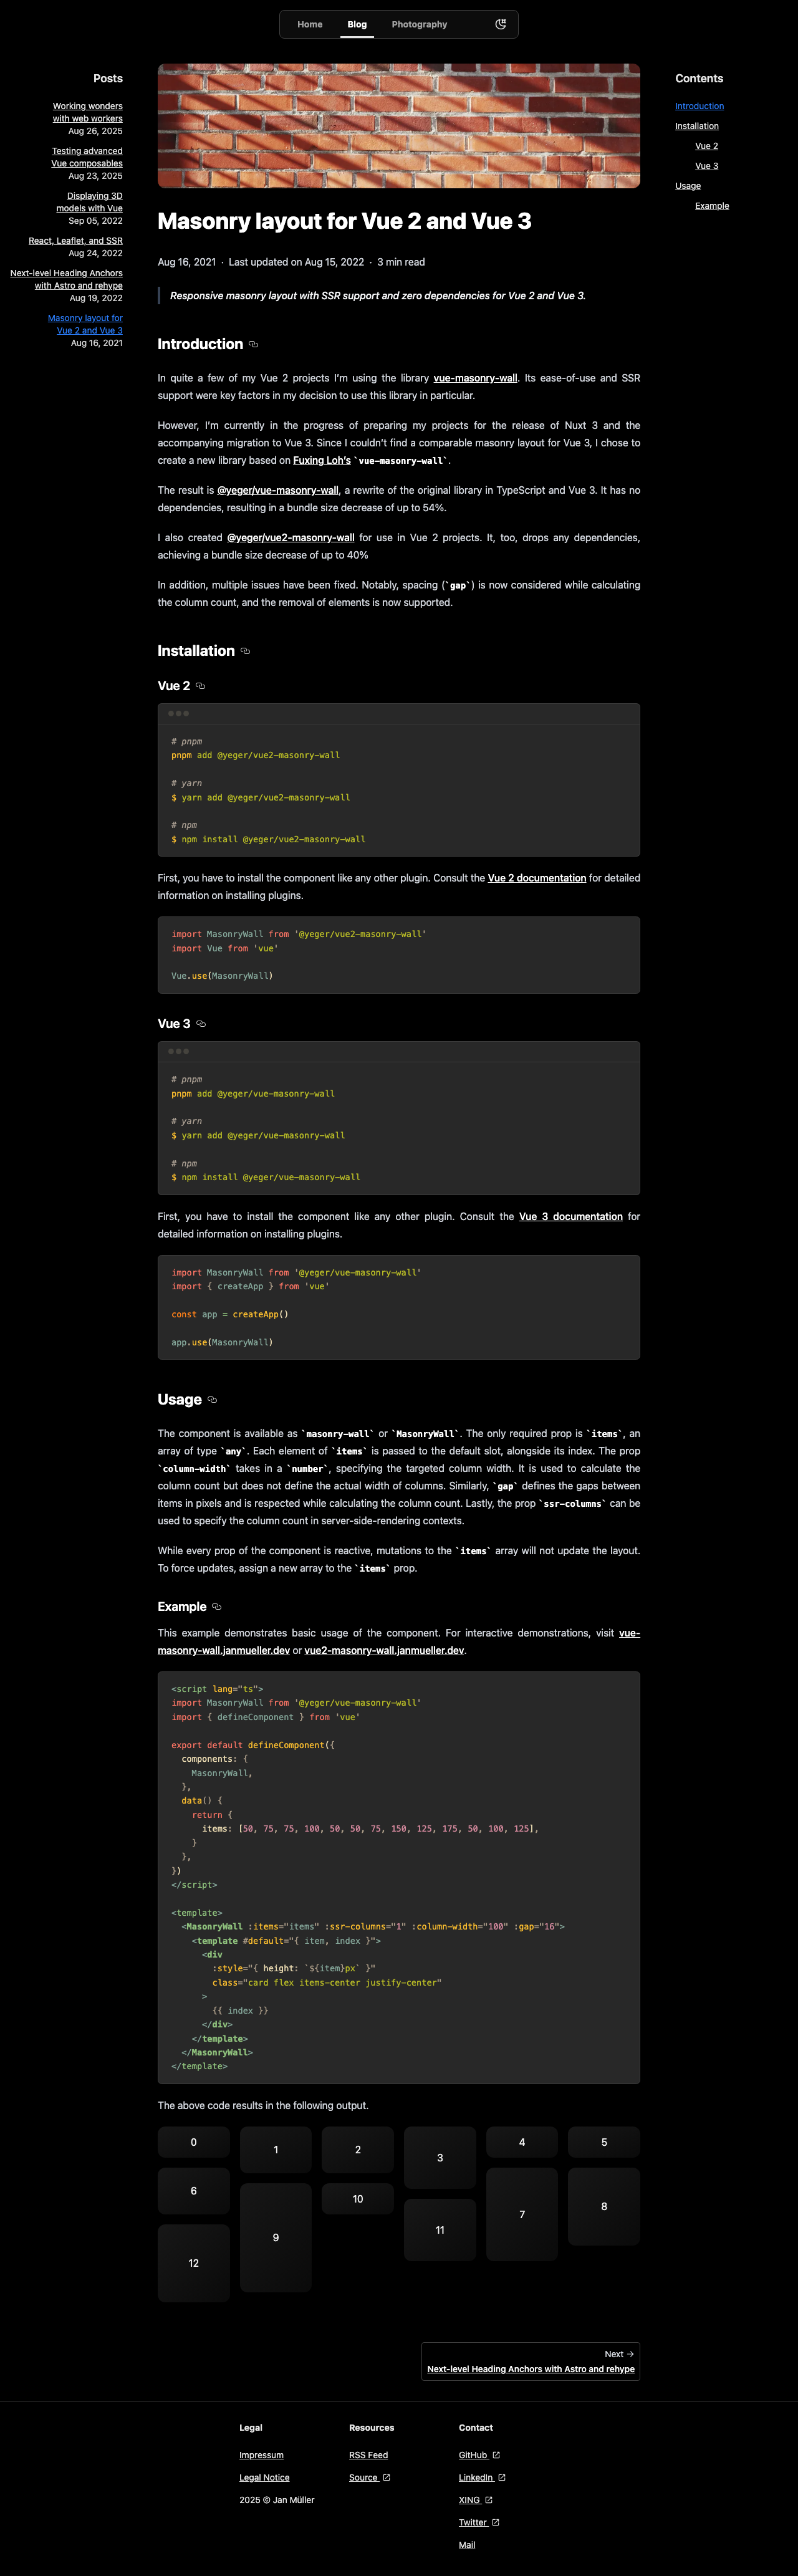 Home Blog Photography
Posts
Working wonders
with web workers
Aug 26, 2025
Testing advanced
Vue composables
Aug 23, 2025
Displaying 3D
models with Vue
Sep 05, 2022
React, Leaflet, and SSR
Aug 24, 2022
Next-level Heading Anchors
with Astro and rehype
Aug 19, 2022
Masonry layout for
Vue 2 and Vue 3
Aug 16, 2021
Masonry layout for Vue 2 and Vue 3
Aug 16, 2021 · Last updated on Aug 15, 2022 · 3 min read
Responsive masonry layout with SSR support and zero dependencies for Vue 2 and Vue 3.
Introduction
In quite a few of my Vue 2 projects I’m using the library vue-masonry-wall. Its ease-of-use and SSR
support were key factors in my decision to use this library in particular.
However, I’m currently in the progress of preparing my projects for the release of Nuxt 3 and the
accompanying migration to Vue 3. Since I couldn’t find a comparable masonry layout for Vue 3, I chose to
create a new library based on Fuxing Loh’s `vue-masonry-wall`.
The result is @yeger/vue-masonry-wall, a rewrite of the original library in TypeScript and Vue 3. It has no
dependencies, resulting in a bundle size decrease of up to 54%.
I also created @yeger/vue2-masonry-wall for use in Vue 2 projects. It, too, drops any dependencies,
achieving a bundle size decrease of up to 40%
In addition, multiple issues have been fixed. Notably, spacing (`gap`) is now considered while calculating
the column count, and the removal of elements is now supported.
Installation
Vue 2
# pnpm
pnpm add @yeger/vue2-masonry-wall
# yarn
$ yarn add @yeger/vue2-masonry-wall
# npm
$ npm install @yeger/vue2-masonry-wall
First, you have to install the component like any other plugin. Consult the Vue 2 documentation for detailed
information on installing plugins.
import MasonryWall from '@yeger/vue2-masonry-wall'
import Vue from 'vue'
Vue.use(MasonryWall)
Vue 3
# pnpm
pnpm add @yeger/vue-masonry-wall
# yarn
$ yarn add @yeger/vue-masonry-wall
# npm
$ npm install @yeger/vue-masonry-wall
First, you have to install the component like any other plugin. Consult the Vue 3 documentation for
detailed information on installing plugins.
import MasonryWall from '@yeger/vue-masonry-wall'
import { createApp } from 'vue'
const app = createApp()
app.use(MasonryWall)
Usage
The component is available as `masonry-wall` or `MasonryWall`. The only required prop is `items`, an
array of type `any`. Each element of `items` is passed to the default slot, alongside its index. The prop
`column-width` takes in a `number`, specifying the targeted column width. It is used to calculate the
column count but does not define the actual width of columns. Similarly, `gap` defines the gaps between
items in pixels and is respected while calculating the column count. Lastly, the prop `ssr-columns` can be
used to specify the column count in server-side-rendering contexts.
While every prop of the component is reactive, mutations to the `items` array will not update the layout.
To force updates, assign a new array to the `items` prop.
Example
This example demonstrates basic usage of the component. For interactive demonstrations, visit vue-
masonry-wall.janmueller.dev or vue2-masonry-wall.janmueller.dev.
<script lang="ts">
import MasonryWall from '@yeger/vue-masonry-wall'
import { defineComponent } from 'vue'
export default defineComponent({
components: {
MasonryWall,
},
data() {
return {
items: [50, 75, 75, 100, 50, 50, 75, 150, 125, 175, 50, 100, 125],
}
},
})
</script>
<template>
<MasonryWall :items="items" :ssr-columns="1" :column-width="100" :gap="16">
<template #default="{ item, index }">
<div
:style="{ height: `${item}px` }"
class="card flex items-center justify-center"
>
{{ index }}
</div>
</template>
</MasonryWall>
</template>
The above code results in the following output.
0
1
2
3
4
5
6
7
8
9
10
11
12
Next →
Next-level Heading Anchors with Astro and rehype
Contents
Introduction
Installation
Vue 2
Vue 3
Usage
Example
Legal
Impressum
Legal Notice
2025 © Jan Müller
Resources
RSS Feed
Source
Contact
GitHub
LinkedIn
XING
Twitter
Mail